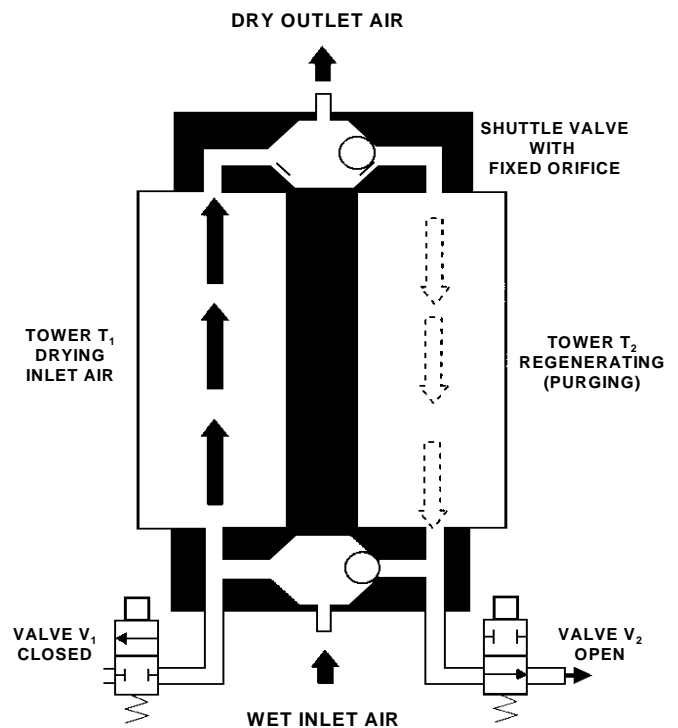 DRY OUTLET AIR
SHUTTLE VALVE
WITH
FIXED ORIFICE
TOWER T₁
DRYING
INLET AIR
TOWER T₂
REGENERATING
(PURGING)
VALVE V₁
CLOSED
VALVE V₂
OPEN
WET INLET AIR